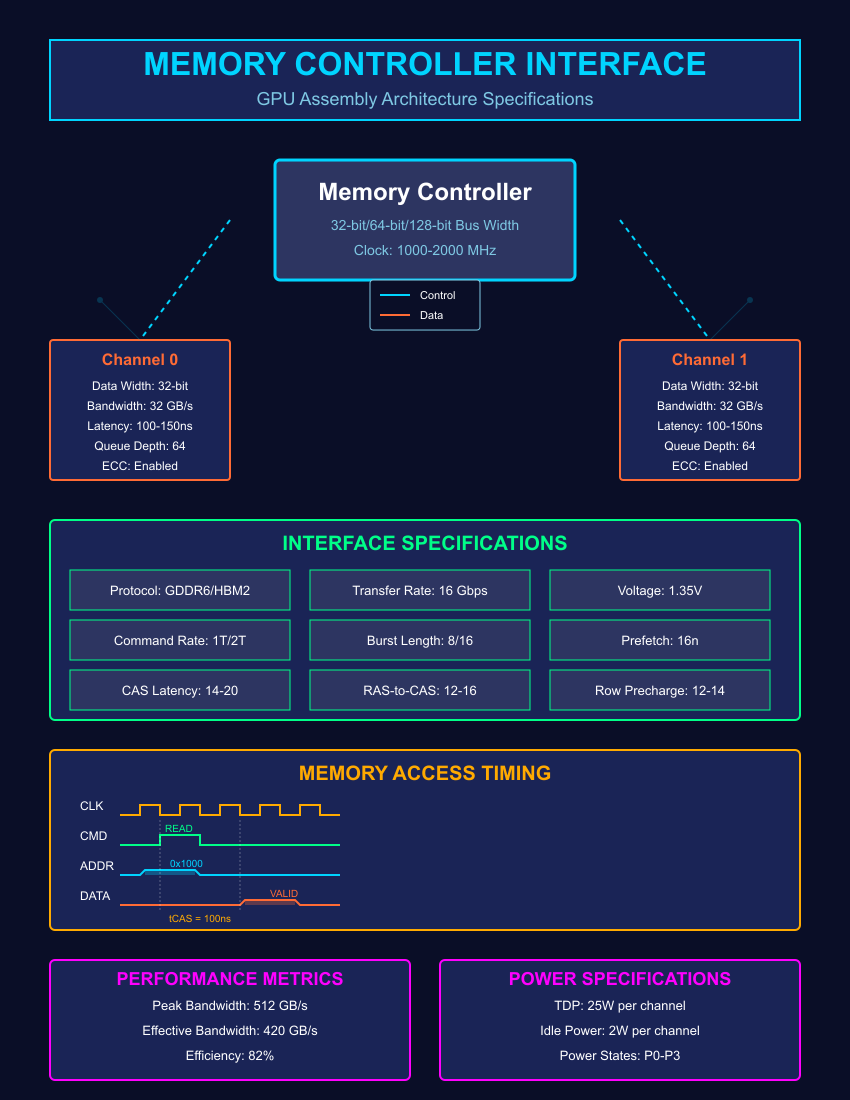 MEMORY CONTROLLER INTERFACE
GPU Assembly Architecture Specifications
Memory Controller
32-bit/64-bit/128-bit Bus Width
Clock: 1000-2000 MHz
Control
Data
Channel 0
Data Width: 32-bit
Bandwidth: 32 GB/s
Latency: 100-150ns
Queue Depth: 64
ECC: Enabled
Channel 1
Data Width: 32-bit
Bandwidth: 32 GB/s
Latency: 100-150ns
Queue Depth: 64
ECC: Enabled
INTERFACE SPECIFICATIONS
Protocol: GDDR6/HBM2
Transfer Rate: 16 Gbps
Voltage: 1.35V
Command Rate: 1T/2T
Burst Length: 8/16
Prefetch: 16n
CAS Latency: 14-20
RAS-to-CAS: 12-16
Row Precharge: 12-14
MEMORY ACCESS TIMING
CLK
CMD
READ
ADDR
0x1000
DATA
VALID
tCAS = 100ns
PERFORMANCE METRICS
Peak Bandwidth: 512 GB/s
Effective Bandwidth: 420 GB/s
Efficiency: 82%
POWER SPECIFICATIONS
TDP: 25W per channel
Idle Power: 2W per channel
Power States: P0-P3